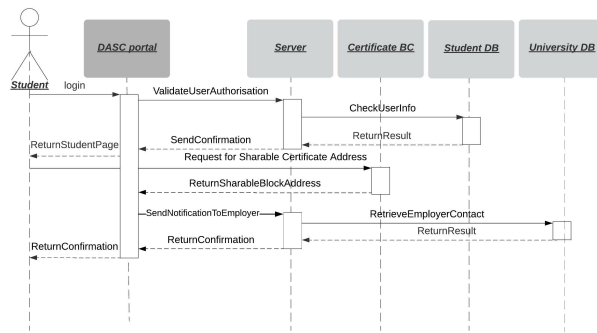 DASC portal
Server
Certificate BC
Student DB
University DB
Student
login
ValidateUserAuthorisation
CheckUserInfo
SendConfirmation
ReturnResult
ReturnStudentPage
Request for Sharable Certificate Address
ReturnSharableBlockAddress
SendNotificationToEmployer
RetrieveEmployerContact
ReturnConfirmation
ReturnConfirmation
ReturnResult